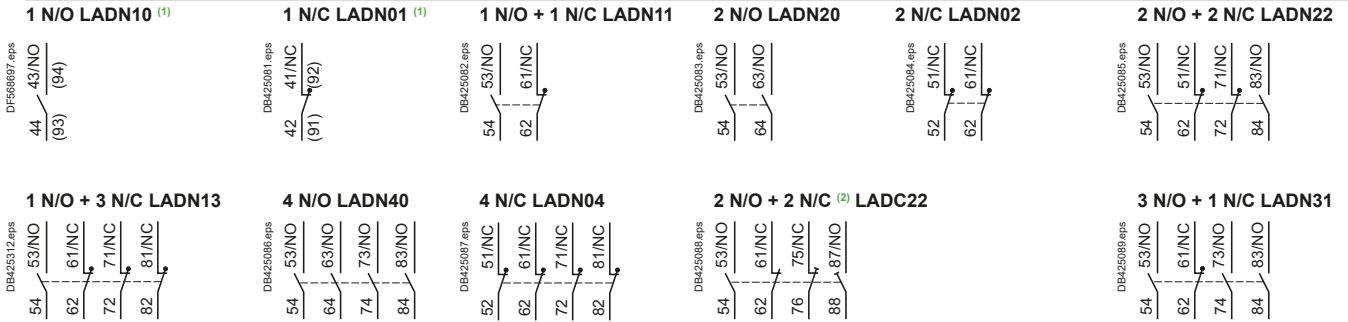 1 N/O LADN10 (1)
DF568697.eps
43/NO
(94)
44
(93)
1 N/C LADN01 (1)
DB425081.eps
41/NC
(92)
42
(91)
1 N/O + 1 N/C LADN11
DB425082.eps
53/NO
61/NC
54
62
2 N/O LADN20
DB425083.eps
53/NO
63/NO
54
64
2 N/C LADN02
DB425084.eps
51/NC
61/NC
52
62
2 N/O + 2 N/C LADN22
DB425085.eps
53/NO
51/NC
71/NC
83/NO
54
62
72
84
1 N/O + 3 N/C LADN13
DB425312.eps
53/NO
61/NC
71/NC
81/NC
54
62
72
82
4 N/O LADN40
DB425086.eps
53/NO
63/NO
73/NO
83/NO
54
64
74
84
4 N/C LADN04
DB425087.eps
51/NC
61/NC
71/NC
81/NC
52
62
72
82
2 N/O + 2 N/C (2) LADC22
DB425088.eps
53/NO
61/NC
75/NC
87/NO
54
62
76
88
3 N/O + 1 N/C LADN31
DB425089.eps
53/NO
61/NC
73/NO
83/NO
54
62
74
84